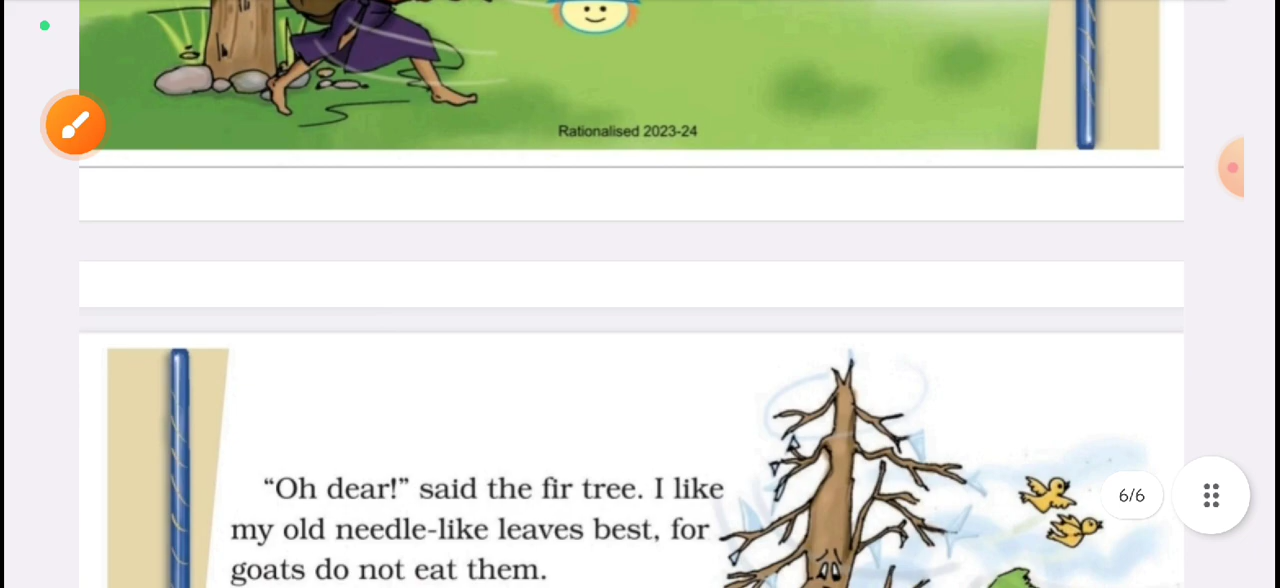 Rationalised 2023-24
6/6
“Oh dear!” said the fir tree. I like
my old needle-like leaves best, for
goats do not eat them.